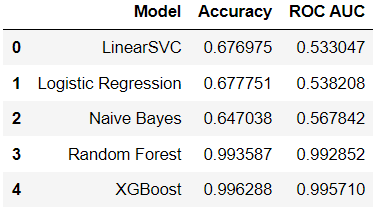 Model Accuracy ROC AUC
0 LinearSVC 0.676975 0.533047
1 Logistic Regression 0.677751 0.538208
2 Naive Bayes 0.647038 0.567842
3 Random Forest 0.993587 0.992852
4 XGBoost 0.996288 0.995710